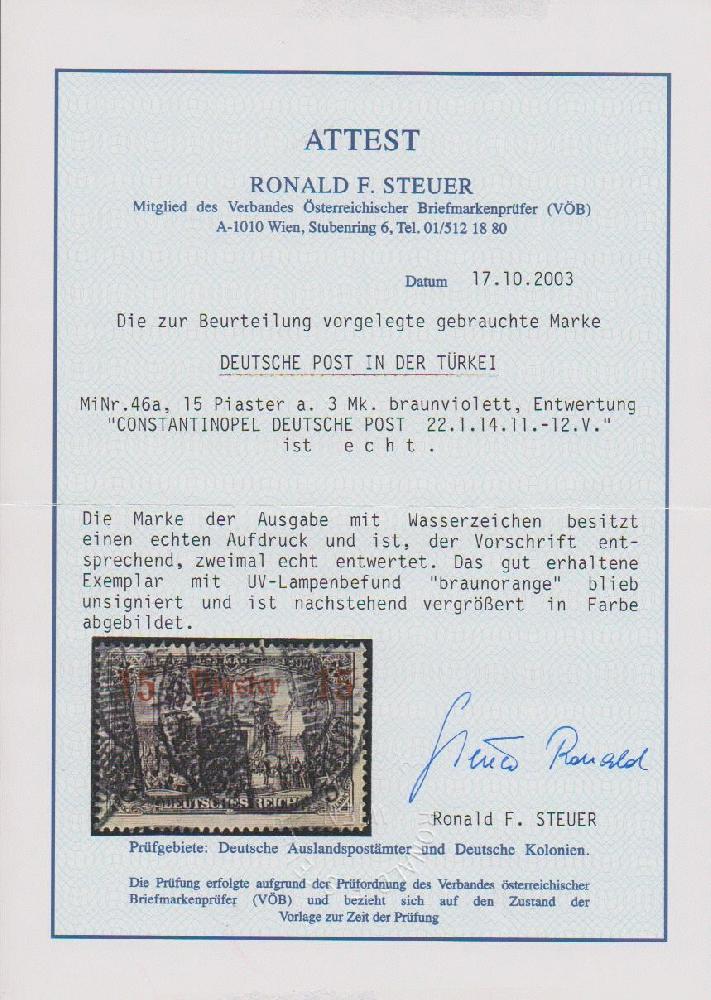 ATTEST
RONALD F. STEUER
Mitglied des Verbandes Österreichischer Briefmarkenprüfer (VÖB)
A-1010 Wien, Stubenring 6, Tel. 01/512 18 80
Datum 17.10.2003
Die zur Beurteilung vorgelegte gebrauchte Marke
DEUTSCHE POST IN DER TÜRKEI
MiNr.46a, 15 Piaster a. 3 Mk. braunviolett, Entwertung
"CONSTANTINOPEL DEUTSCHE POST 22.1.14.11.-12.V."
ist e c h t .
Die Marke der Ausgabe mit Wasserzeichen besitzt
einen echten Aufdruck und ist, der Vorschrift ent-
sprechend, zweimal echt entwertet. Das gut erhaltene
Exemplar mit UV-Lampenbefund "braunorange" blieb
unsigniert und ist nachstehend vergrößert in Farbe
abgebildet.
15 Piaster 15
DEUTSCHES REICH
Steuer Ronald
Ronald F. STEUER
Prüfgebiete: Deutsche Auslandspostämter und Deutsche Kolonien.
Die Prüfung erfolgte aufgrund der Prüfordnung des Verbandes österreichischer
Briefmarkenprüfer (VÖB) und bezieht sich auf den Zustand der
Vorlage zur Zeit der Prüfung